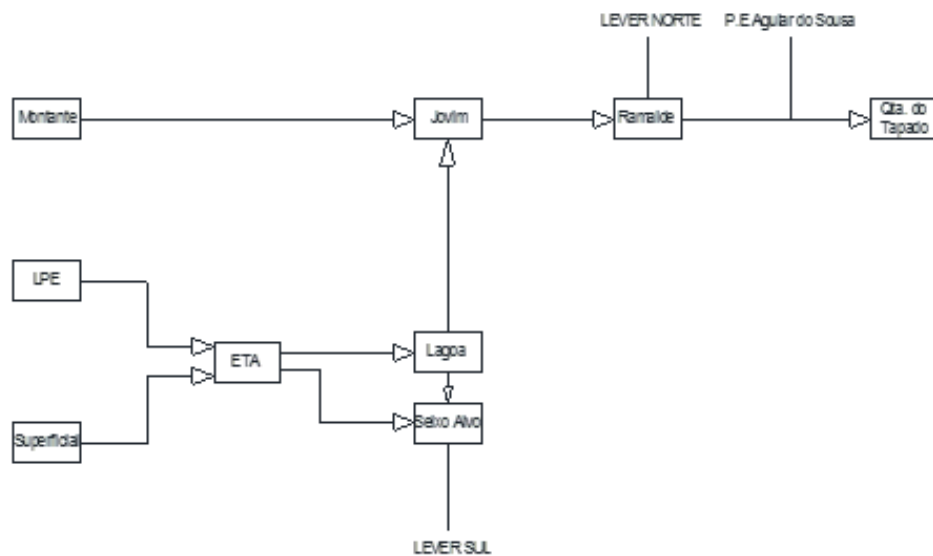 LEVER NORTE
P.E.Aguiar do Sousa
Montante
Jovim
Ramalde
Qta. do
Tapado
LPE
ETA
Lagoa
Superficial
Seixo Alvo
LEVER SUL